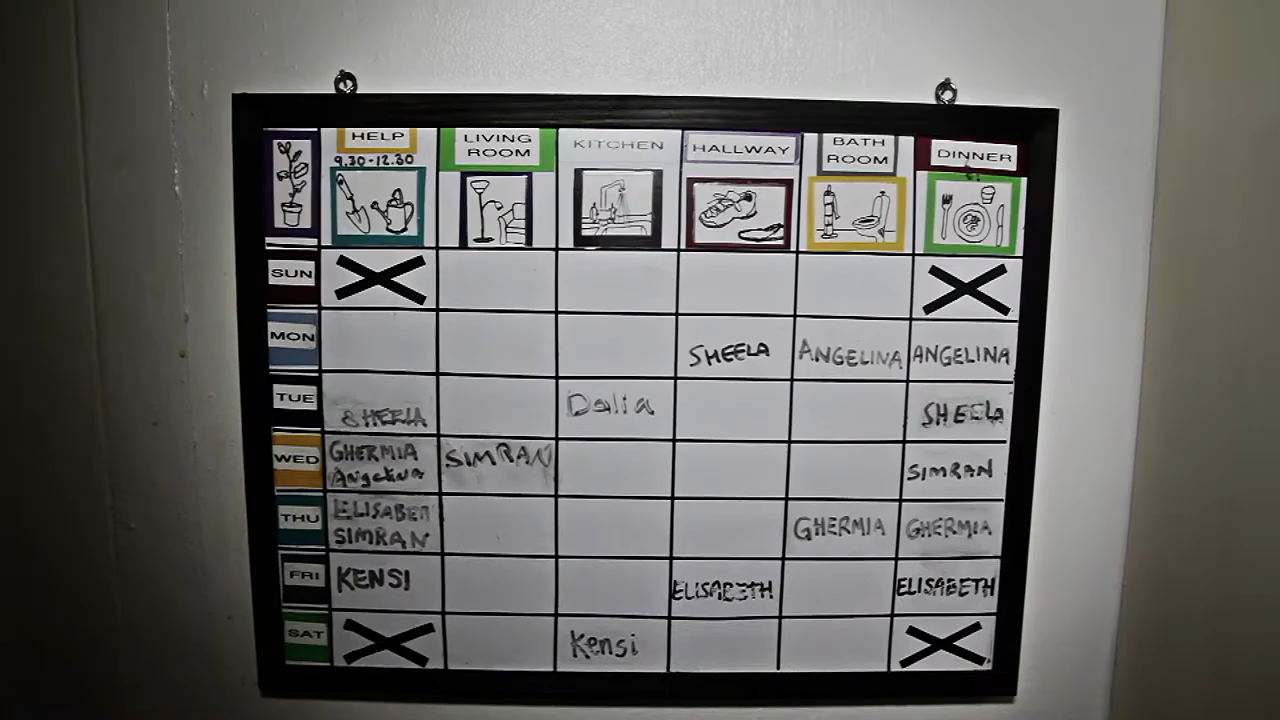 HELP
9.30-12.30
LIVING
ROOM
KITCHEN
HALLWAY
BATH
ROOM
DINNER
SUN
MON
SHEELA
ANGELINA
ANGELINA
TUE
SHEELA
Dalia
SHEELA
WED
GHERMIA
Angelina
SIMRAN
SIMRAN
THU
ELISABET
SIMRAN
GHERMIA
GHERMIA
FRI
KENSI
ELISABETH
ELISABETH
SAT
Kensi